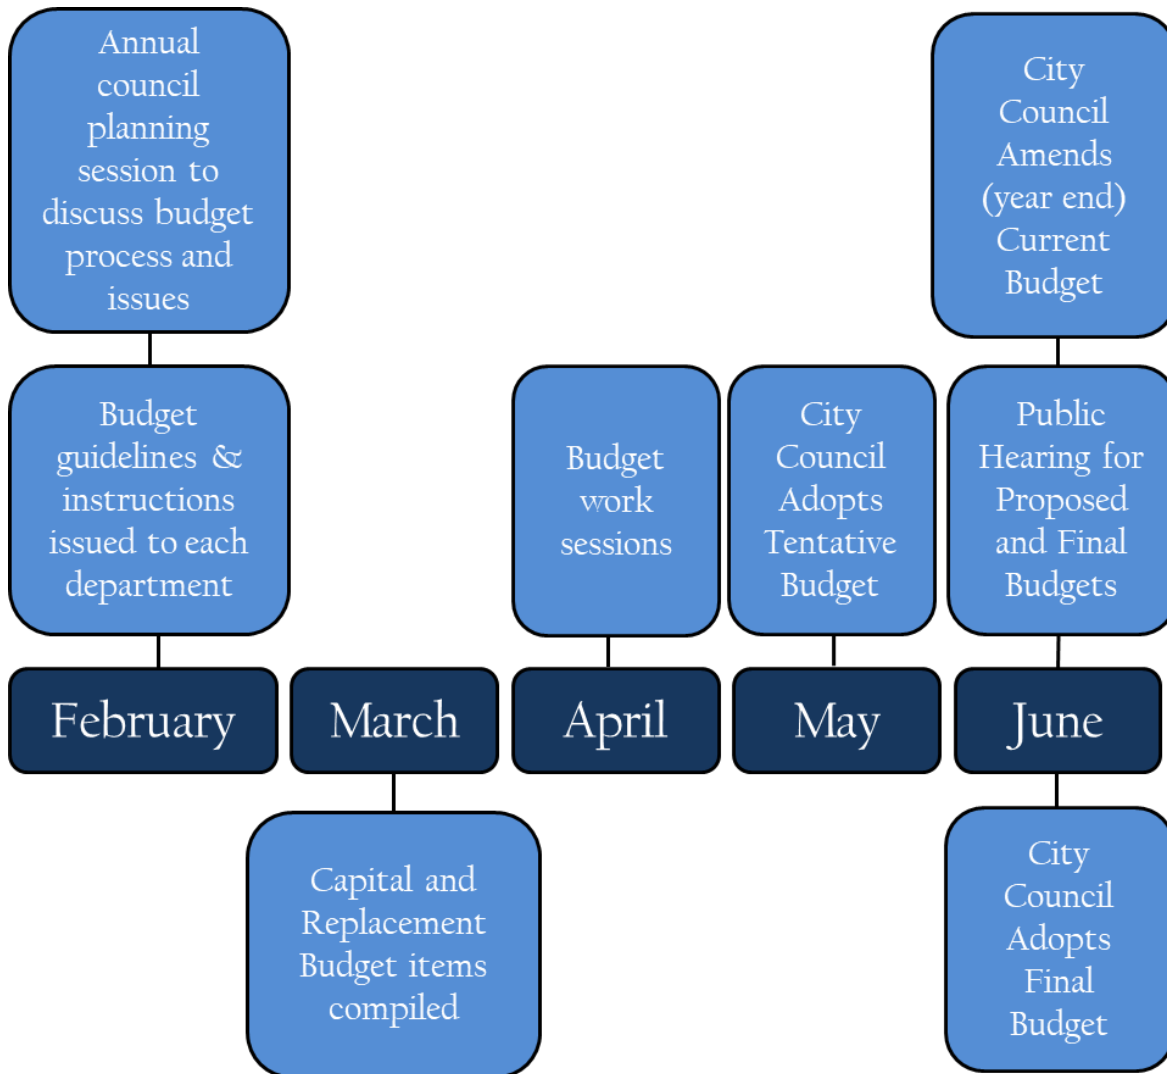 Annual
council
planning
session to
discuss budget
process and
issues
City
Council
Amends
(year end)
Current
Budget
Budget
guidelines &
instructions
issued to each
department
Budget
work
sessions
City
Council
Adopts
Tentative
Budget
Public
Hearing for
Proposed
and Final
Budgets
February
March
April
May
June
Capital and
Replacement
Budget items
compiled
City
Council
Adopts
Final
Budget